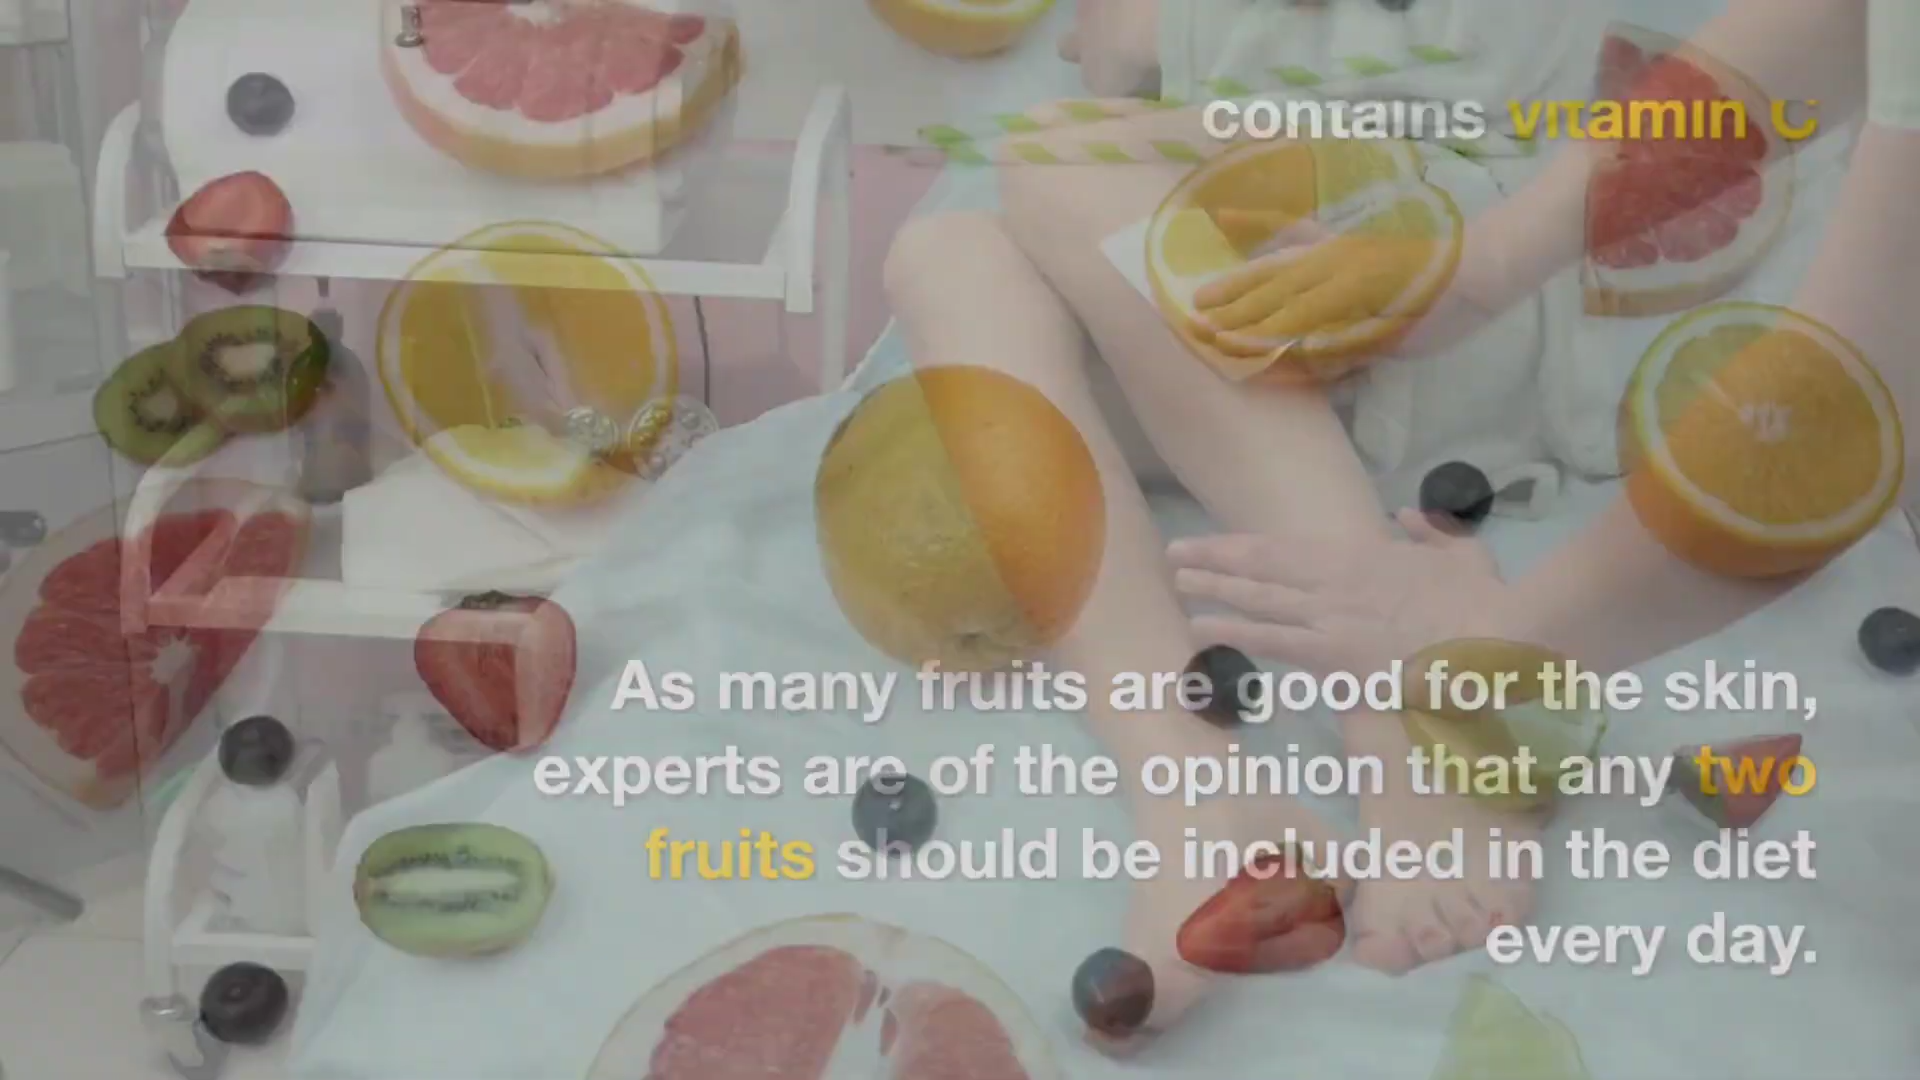 contains vitamin C
As many fruits are good for the skin,
experts are of the opinion that any two
fruits should be included in the diet
every day.